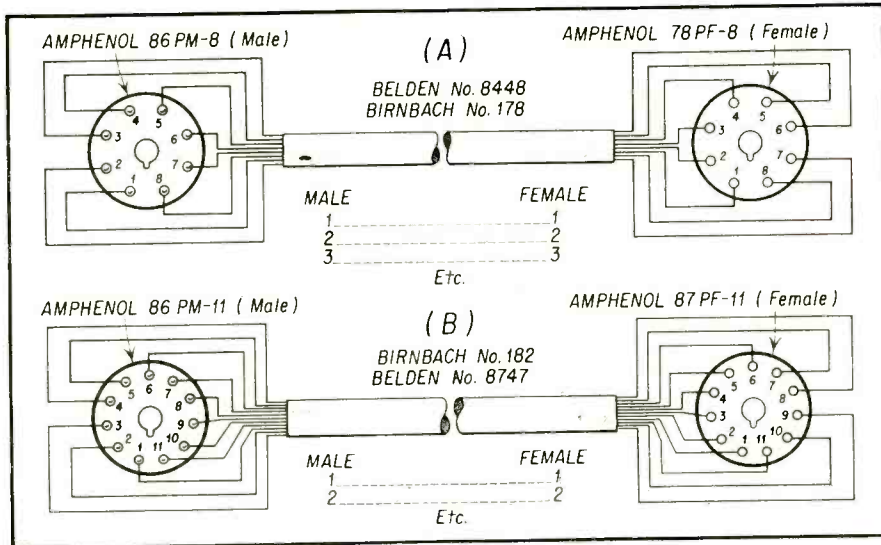 AMPHENOL 86 PM-8 ( Male )
(A)
AMPHENOL 78 PF-8 ( Female )
BELDEN No. 8448
BIRNBACH No. 178
4 5
3 6
2 7
1 8
4 5
3 6
2 7
1 8
MALE FEMALE
1 1
2 2
3 3
Etc.
AMPHENOL 86 PM-11 ( Male )
(B)
AMPHENOL 87 PF-11 ( Female )
BIRNBACH No. 182
BELDEN No. 8747
6
5 7
4 8
3 9
2 10
1 11
6
5 7
4 8
3 9
2 10
1 11
MALE FEMALE
1 1
2 2
Etc.